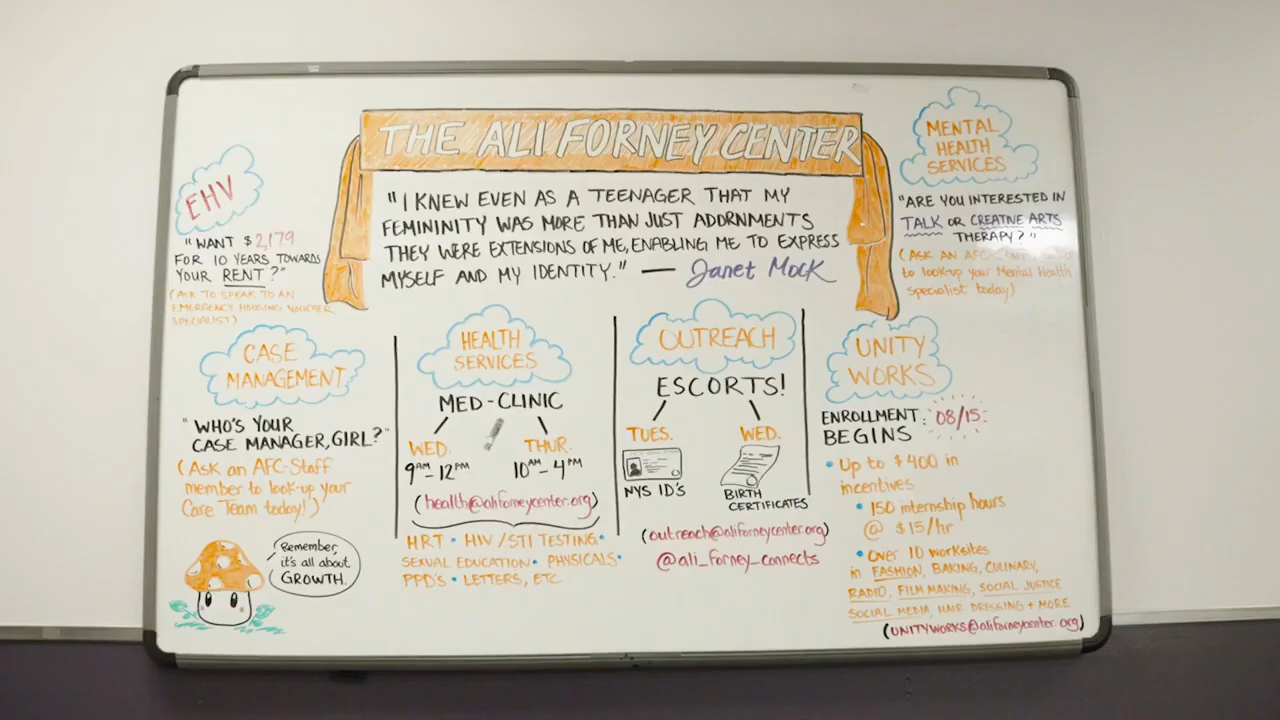 THE ALI FORNEY CENTER
"I KNEW EVEN AS A TEENAGER THAT MY
FEMININITY WAS MORE THAN JUST ADORNMENTS
THEY WERE EXTENSIONS OF ME, ENABLING ME TO EXPRESS
MYSELF AND MY IDENTITY." — Janet Mock
EHV
"WANT $2,179
FOR 10 YEARS TOWARDS
YOUR RENT?"
(ASK TO SPEAK TO AN
EMERGENCY HOUSING VOUCHER
SPECIALIST)
MENTAL
HEALTH
SERVICES
"ARE YOU INTERESTED IN
TALK OR CREATIVE ARTS
THERAPY?"
(ASK AN AFC-
to look-up your Mental Health
specialist today)
CASE
MANAGEMENT
"WHO'S YOUR
CASE MANAGER, GIRL?"
(Ask an AFC-Staff
member to look-up your
Care Team today!)
Remember,
it's all about
GROWTH.
HEALTH
SERVICES
MED-CLINIC
WED.
9AM-12PM
THUR.
10AM-4PM
(health@aliforneycenter.org)
HRT • HIV/STI TESTING •
SEXUAL EDUCATION • PHYSICALS •
PPD'S • LETTERS, ETC
OUTREACH
ESCORTS!
TUES.
NYS ID'S
WED.
BIRTH
CERTIFICATES
(outreach@aliforneycenter.org)
@ali_forney_connects
UNITY
WORKS
ENROLLMENT 08/15
BEGINS
• Up to $400 in
incentives
• 150 internship hours
@ $15/hr
• Over 10 worksites
in FASHION, BAKING, CULINARY,
RADIO, FILM MAKING, SOCIAL JUSTICE
SOCIAL MEDIA, HAIR DRESSING + MORE
(UNITYWORKS@aliforneycenter.org)